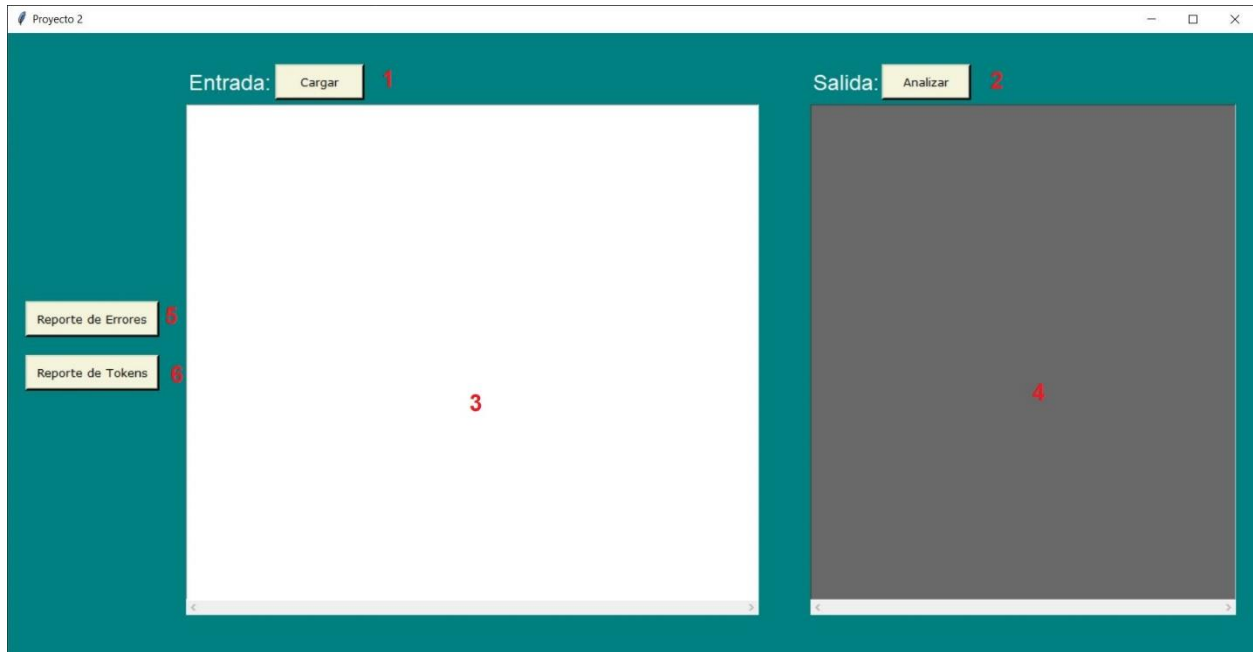 Proyecto 2
Entrada: Cargar 1
Salida: Analizar 2
Reporte de Errores 5
Reporte de Tokens 6
3
4